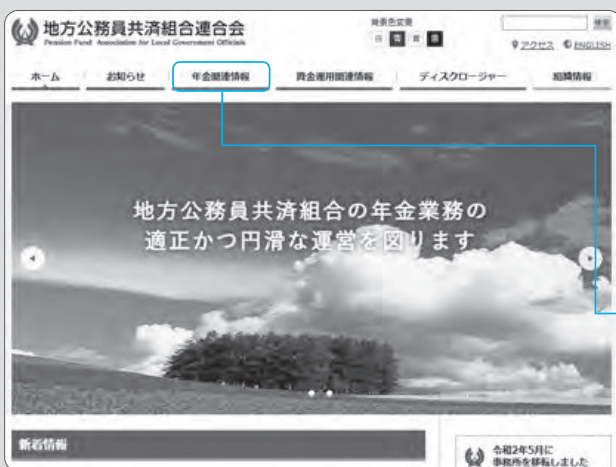 地方公務員共済組合連合会
Pension Fund Association for Local Government Officials
背景色変更
白 青 黒
検索
アクセス ENGLISH
ホーム お知らせ 年金関連情報 資金運用関連情報 ディスクロージャー 組織情報
地方公務員共済組合の年金業務の
適正かつ円滑な運営を図ります
新着情報
令和2年5月に
事務所を移転しました